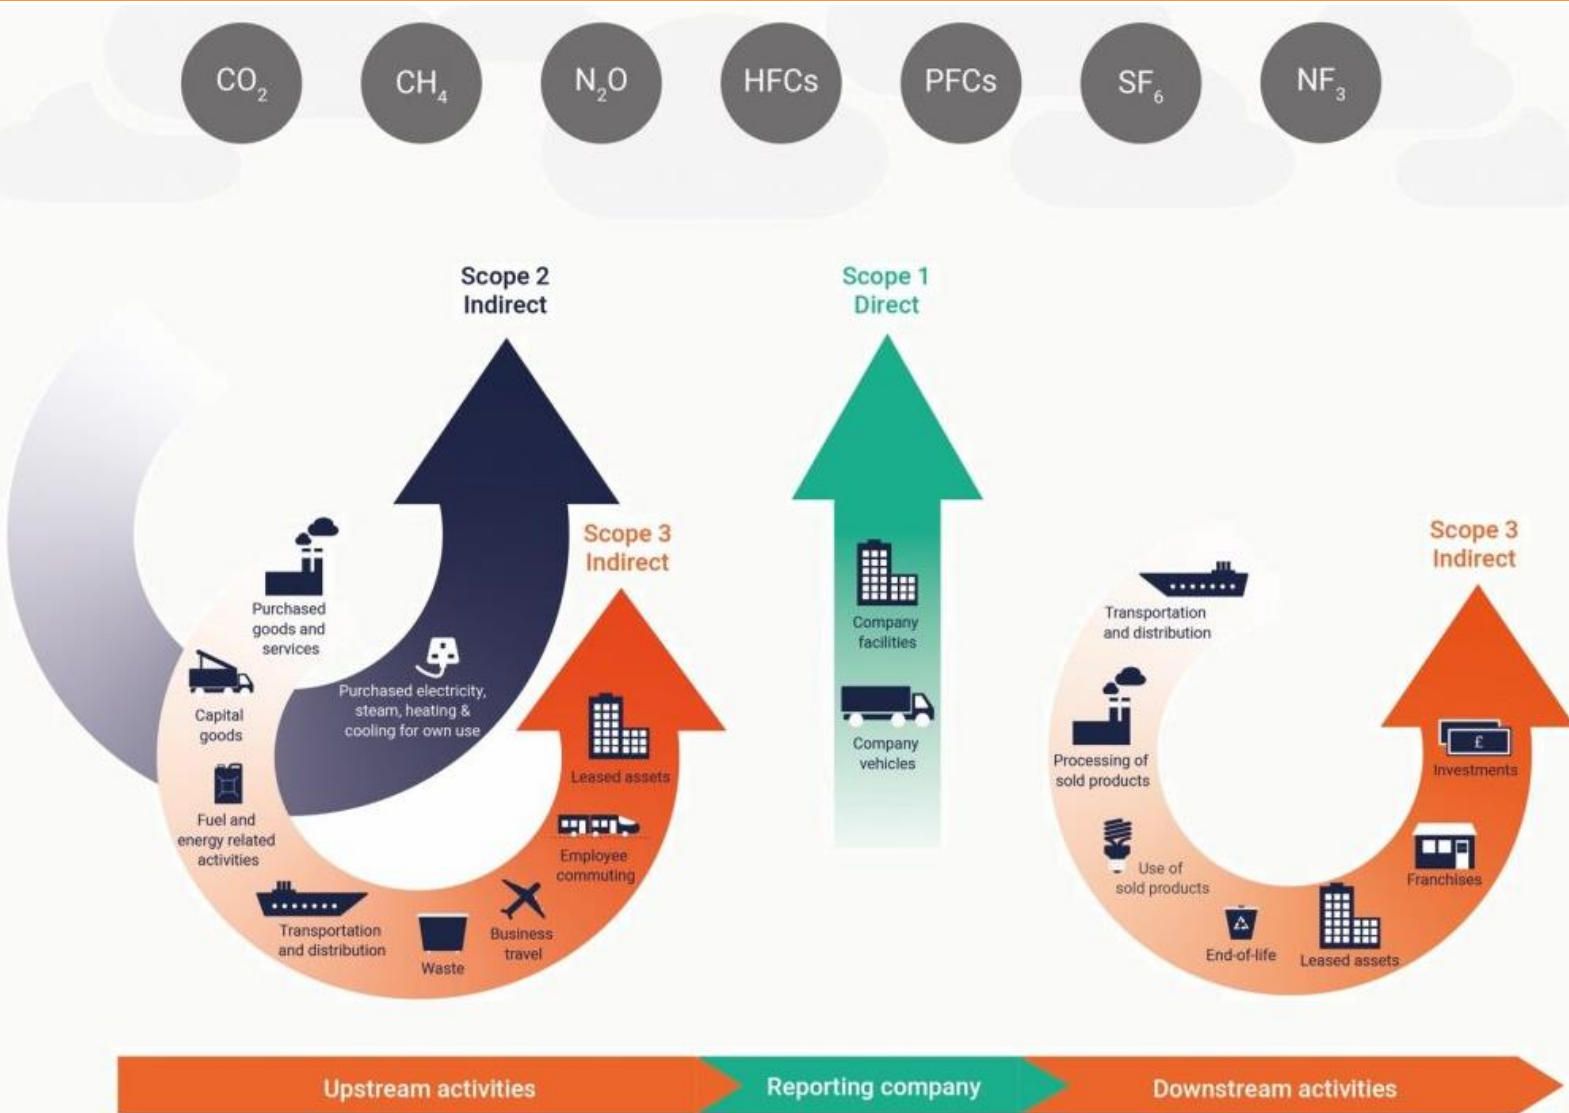 CO₂
CH₄
N₂O
HFCs
PFCs
SF₆
NF₃
Scope 2
Indirect
Scope 1
Direct
Scope 3
Indirect
Scope 3
Indirect
Purchased
goods and
services
Capital
goods
Fuel and
energy related
activities
Transportation
and distribution
Waste
Business
travel
Employee
commuting
Leased assets
Purchased electricity,
steam, heating &
cooling for own use
Company
facilities
Company
vehicles
Transportation
and distribution
Processing of
sold products
Use of
sold products
End-of-life
Leased assets
Franchises
£
Investments
Upstream activities
Reporting company
Downstream activities